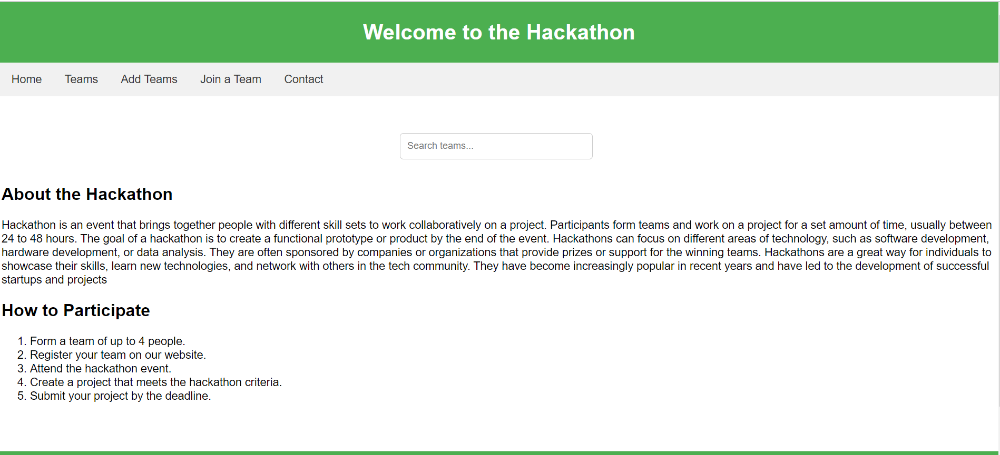 Welcome to the Hackathon
Home Teams Add Teams Join a Team Contact
Search teams...
About the Hackathon
Hackathon is an event that brings together people with different skill sets to work collaboratively on a project. Participants form teams and work on a project for a set amount of time, usually between
24 to 48 hours. The goal of a hackathon is to create a functional prototype or product by the end of the event. Hackathons can focus on different areas of technology, such as software development,
hardware development, or data analysis. They are often sponsored by companies or organizations that provide prizes or support for the winning teams. Hackathons are a great way for individuals to
showcase their skills, learn new technologies, and network with others in the tech community. They have become increasingly popular in recent years and have led to the development of successful
startups and projects
How to Participate
1. Form a team of up to 4 people.
2. Register your team on our website.
3. Attend the hackathon event.
4. Create a project that meets the hackathon criteria.
5. Submit your project by the deadline.